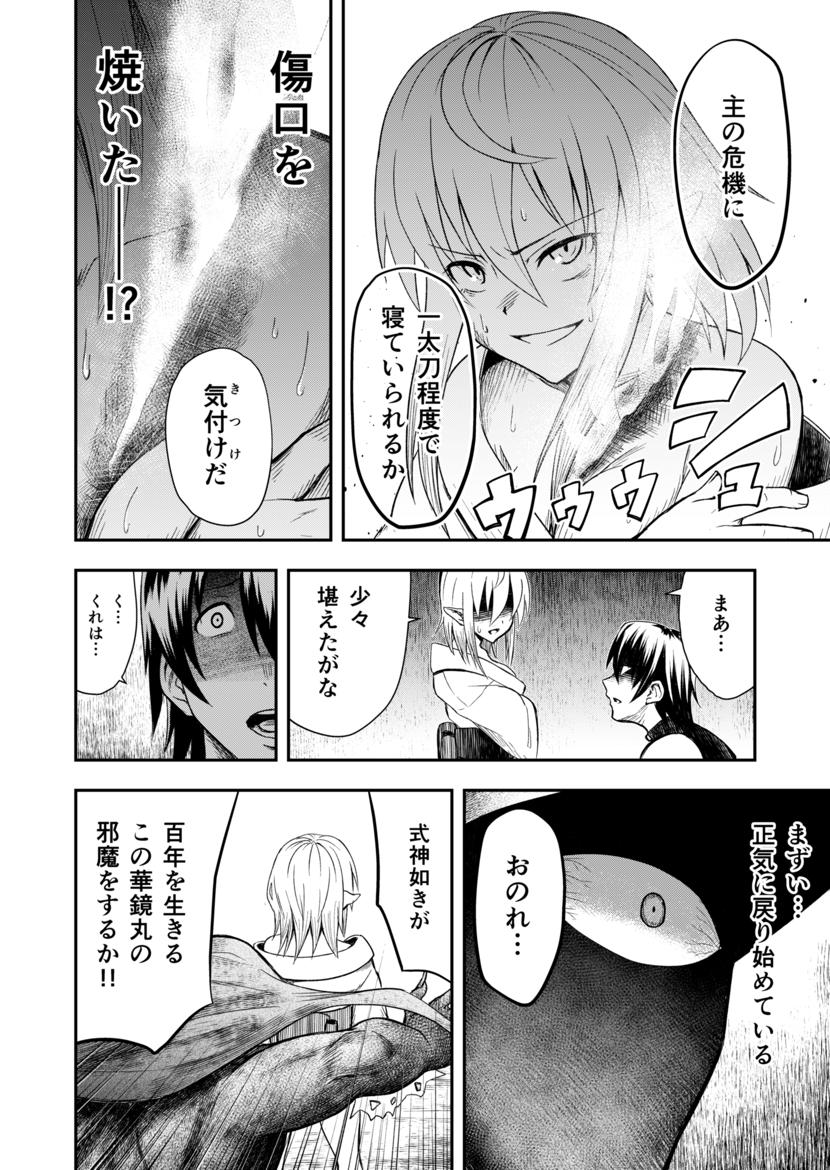 主の危機に
一太刀程度で
寝ていられるか
シュウウゥ
傷口を
焼いた――!?
気付けだ
きつけ
まあ…
少々
堪えたがな
く…
くれは…
まずい…
正気に戻り始めている
おのれ…
式神如きが
百年を生きる
この華鏡丸の
邪魔をするか!!